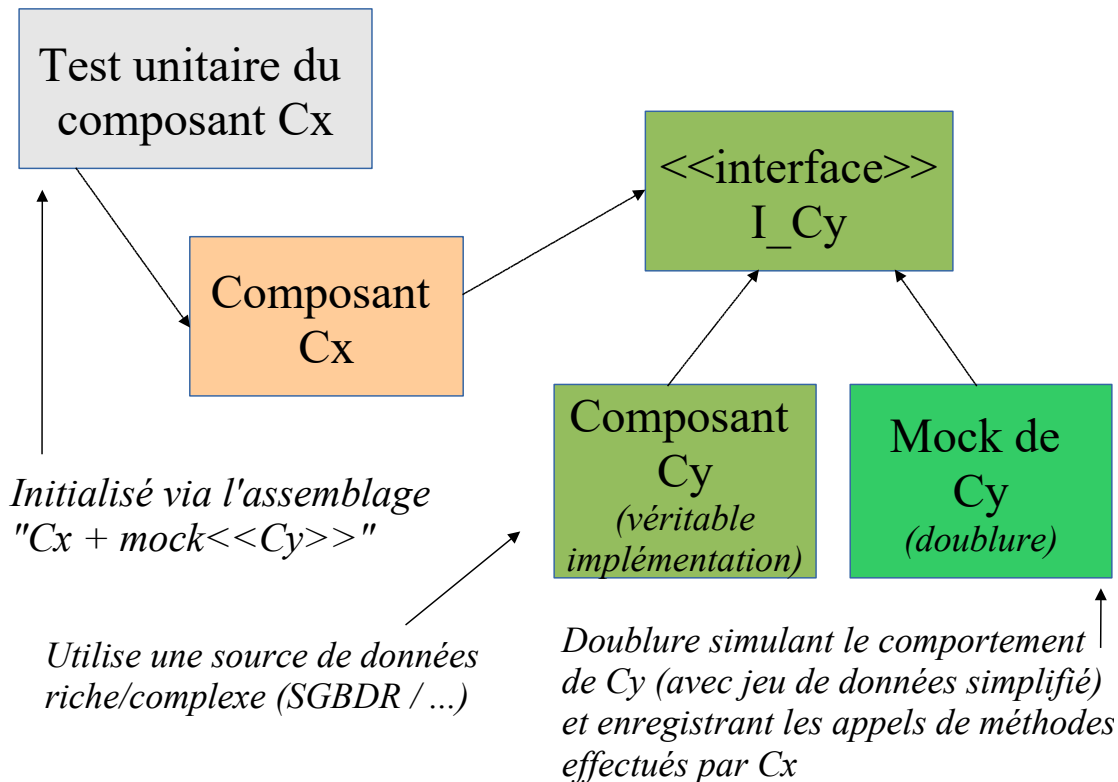 Test unitaire du
composant Cx
<<interface>>
I_Cy
Composant
Cx
Composant
Cy
(véritable
implémentation)
Mock de
Cy
(doublure)
Initialisé via l'assemblage
"Cx + mock<<Cy>>"
Utilise une source de données
riche/complexe (SGBDR / ...)
Doublure simulant le comportement
de Cy (avec jeu de données simplifié)
et enregistrant les appels de méthodes
effectués par Cx